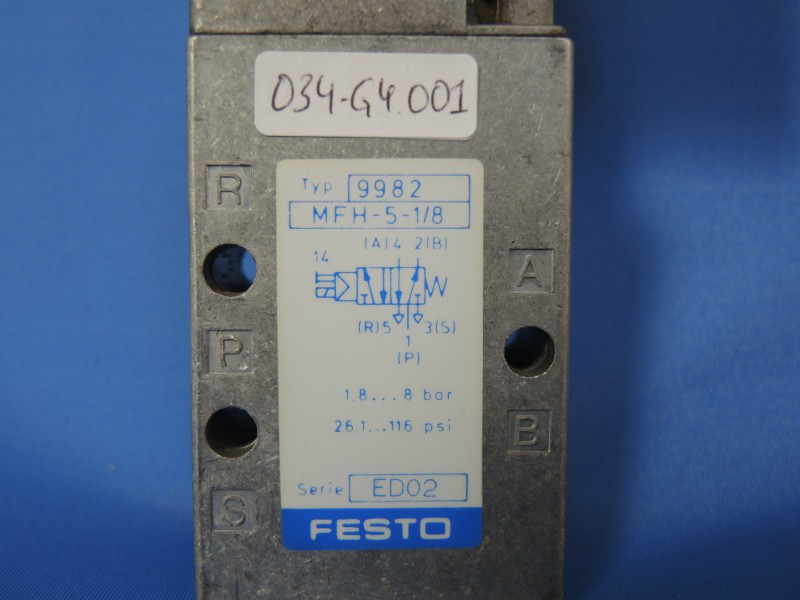 034-G4.001
R
Typ 9982
MFH-5-1/8
(A)4 2(B)
14
A
(R)5 3(S)
1
(P)
P
1,8...8 bar
26,1...116 psi
B
Serie ED02
S
FESTO